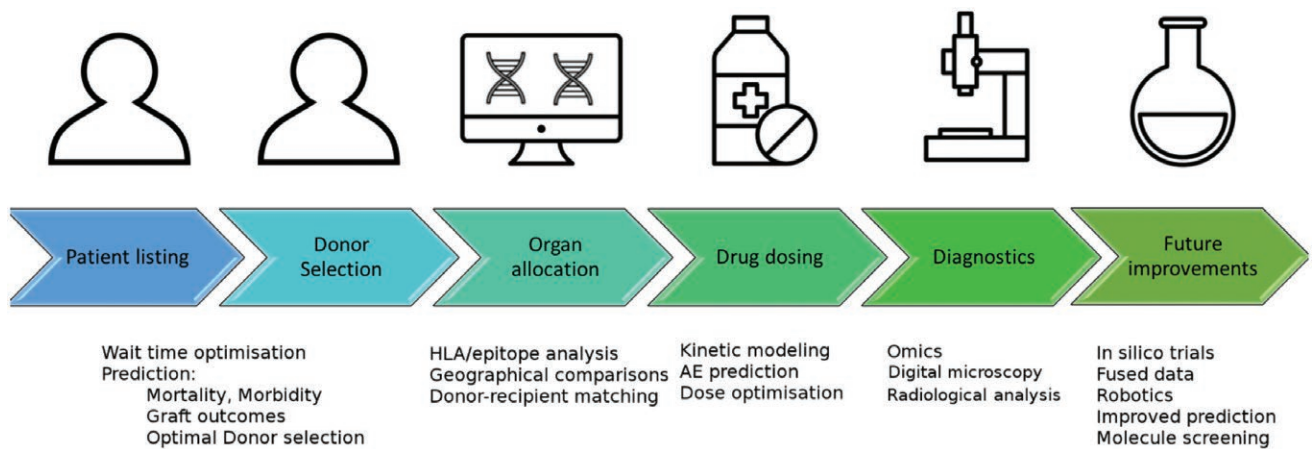 Patient listing
Donor
Selection
Organ
allocation
Drug dosing
Diagnostics
Future
improvements
Wait time optimisation
Prediction:
Mortality, Morbidity
Graft outcomes
Optimal Donor selection
HLA/epitope analysis
Geographical comparisons
Donor-recipient matching
Kinetic modeling
AE prediction
Dose optimisation
Omics
Digital microscopy
Radiological analysis
In silico trials
Fused data
Robotics
Improved prediction
Molecule screening